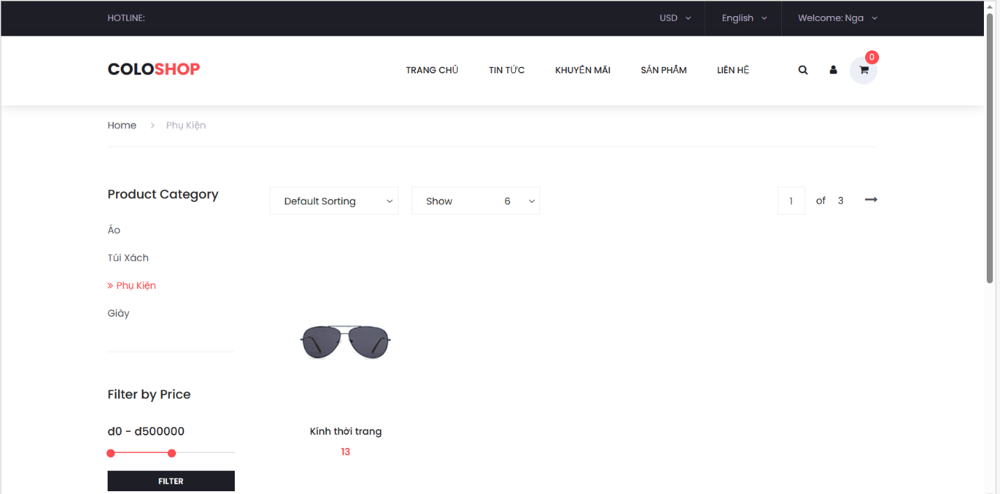 HOTLINE: USD English Welcome: Nga
COLOSHOP TRANG CHỦ TIN TỨC KHUYẾN MÃI SẢN PHẨM LIÊN HỆ 0
Home Phụ Kiện
Product Category Default Sorting Show 6 1 of 3
Áo
Túi Xách
» Phụ Kiện
Giày
Filter by Price
đ0 - đ500000 Kính thời trang
13
FILTER